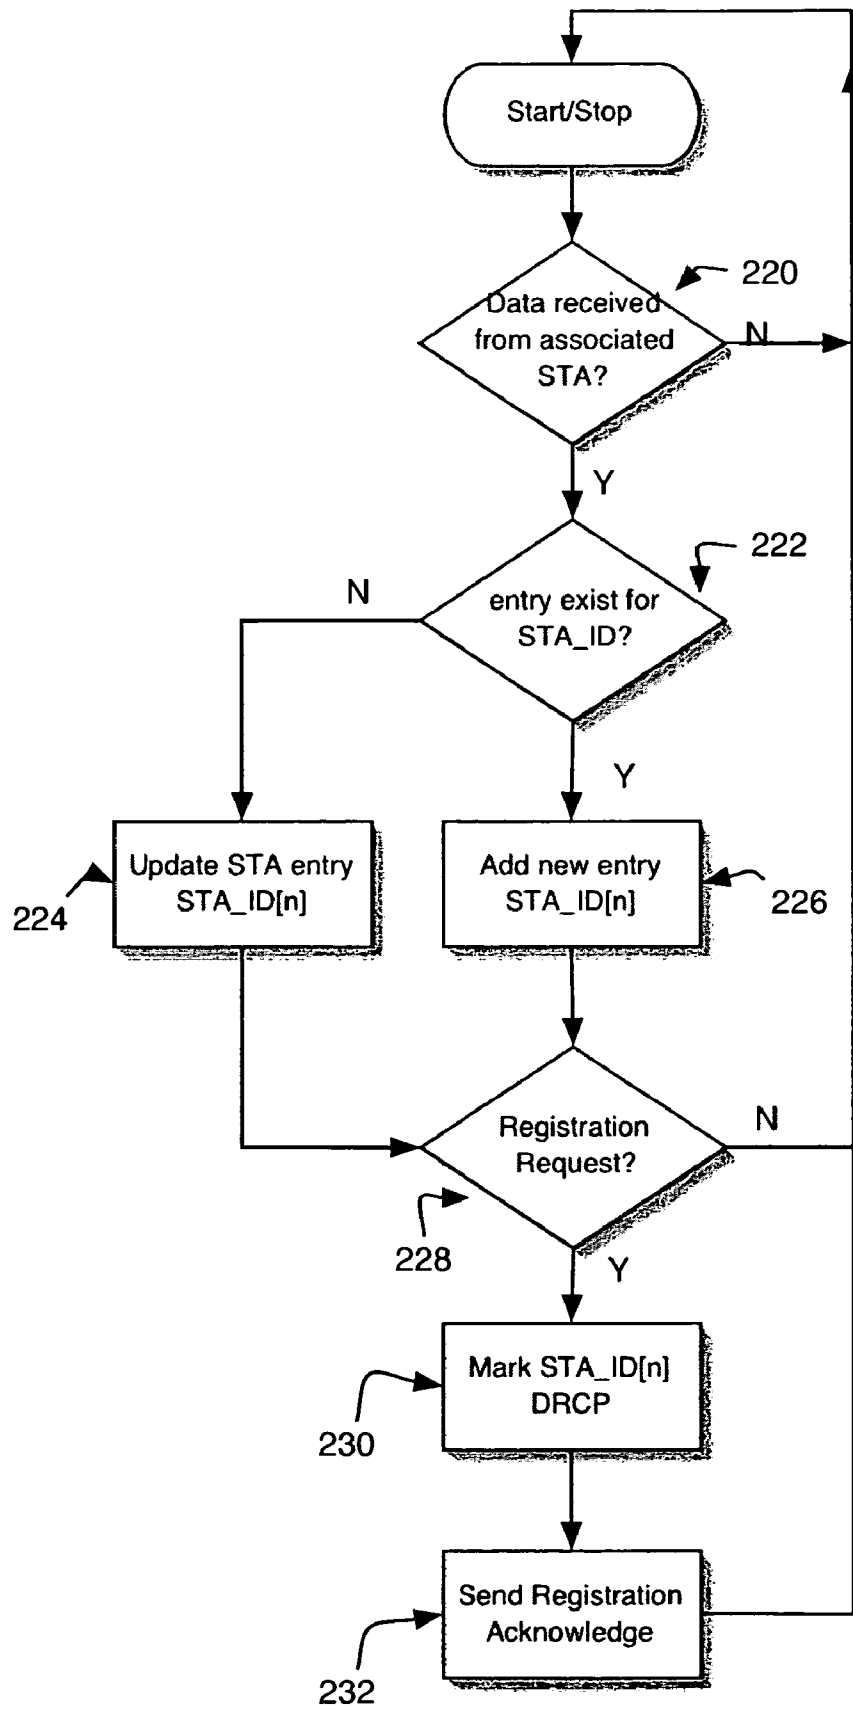 Start/Stop
220
Data received
from associated
STA?
N
Y
222
entry exist for
STA_ID?
N
Y
Update STA entry
STA_ID[n]
224
Add new entry
STA_ID[n]
226
Registration
Request?
N
228
Y
Mark STA_ID[n]
DRCP
230
Send Registration
Acknowledge
232